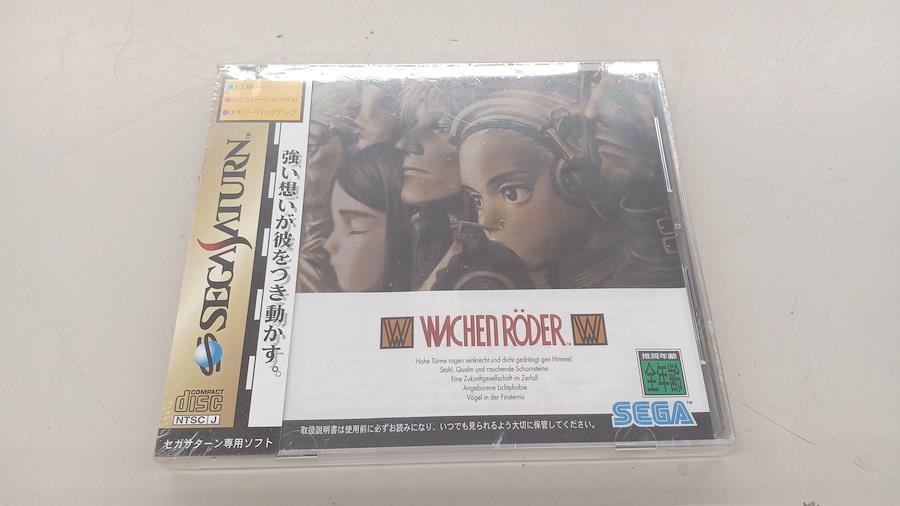 1人用
シミュレーションRPG
メモリーバックアップ
SEGA SATURN™
COMPACT
disc
NTSC J
セガサターン専用ソフト
強い想いが彼をつき動かす。
WACHEN RÖDER™
Hohe Türme ragen senkrecht und dicht gedrängt gen Himmel
Stahl, Qualm und rauchende Schornsteine
Eine Zukunftgesellschaft im Zerfall
Angeborene Lichtphobie
Vögel in der Finsternis
推奨年齢
全年齢
SEGA™
取扱説明書は使用前に必ずお読みになり、いつでも見られるよう大切に保管してください。